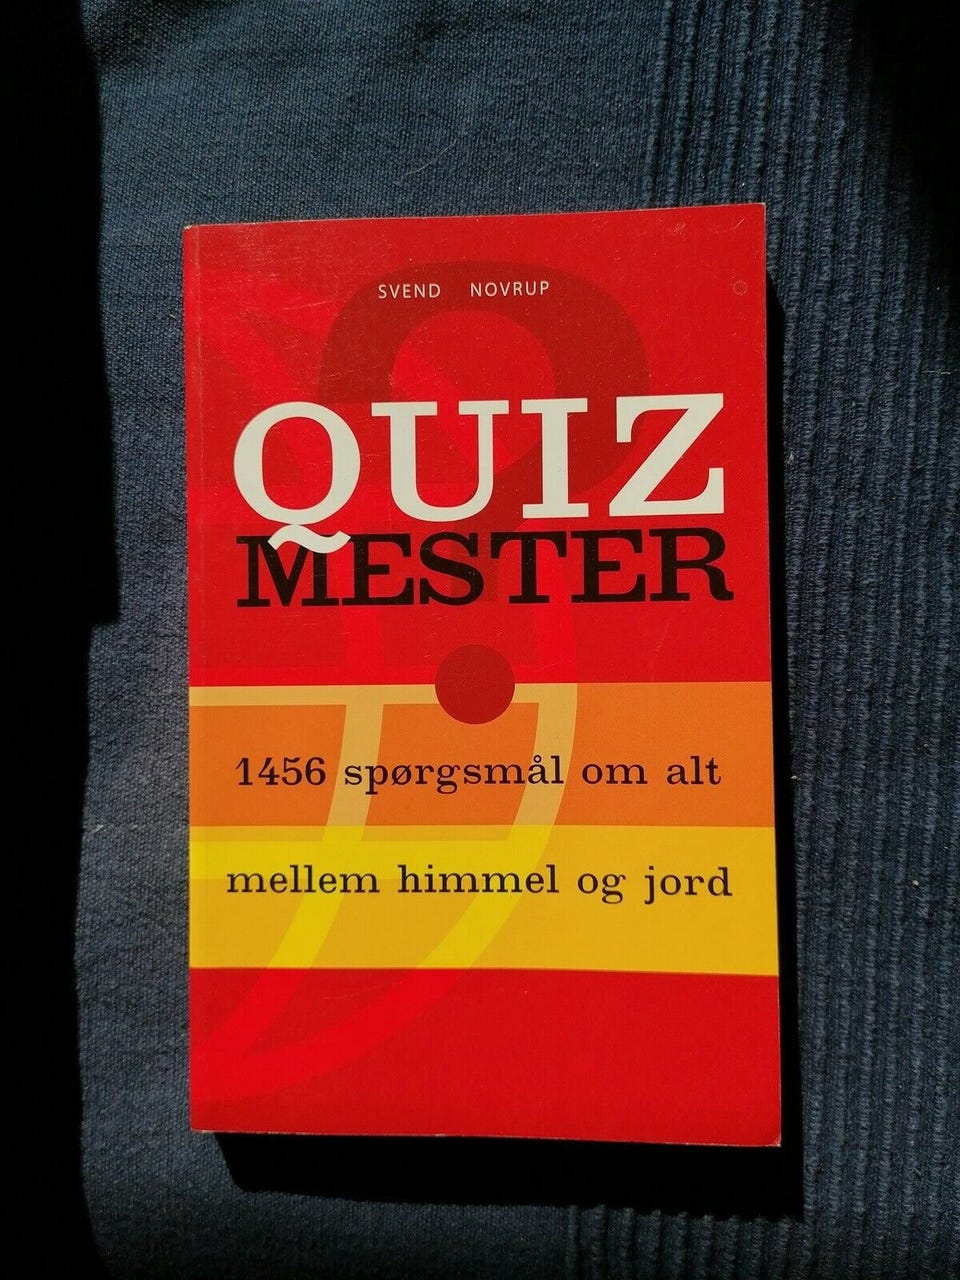 SVEND NOVRUP
QUIZ
MESTER
1456 spørgsmål om alt
mellem himmel og jord